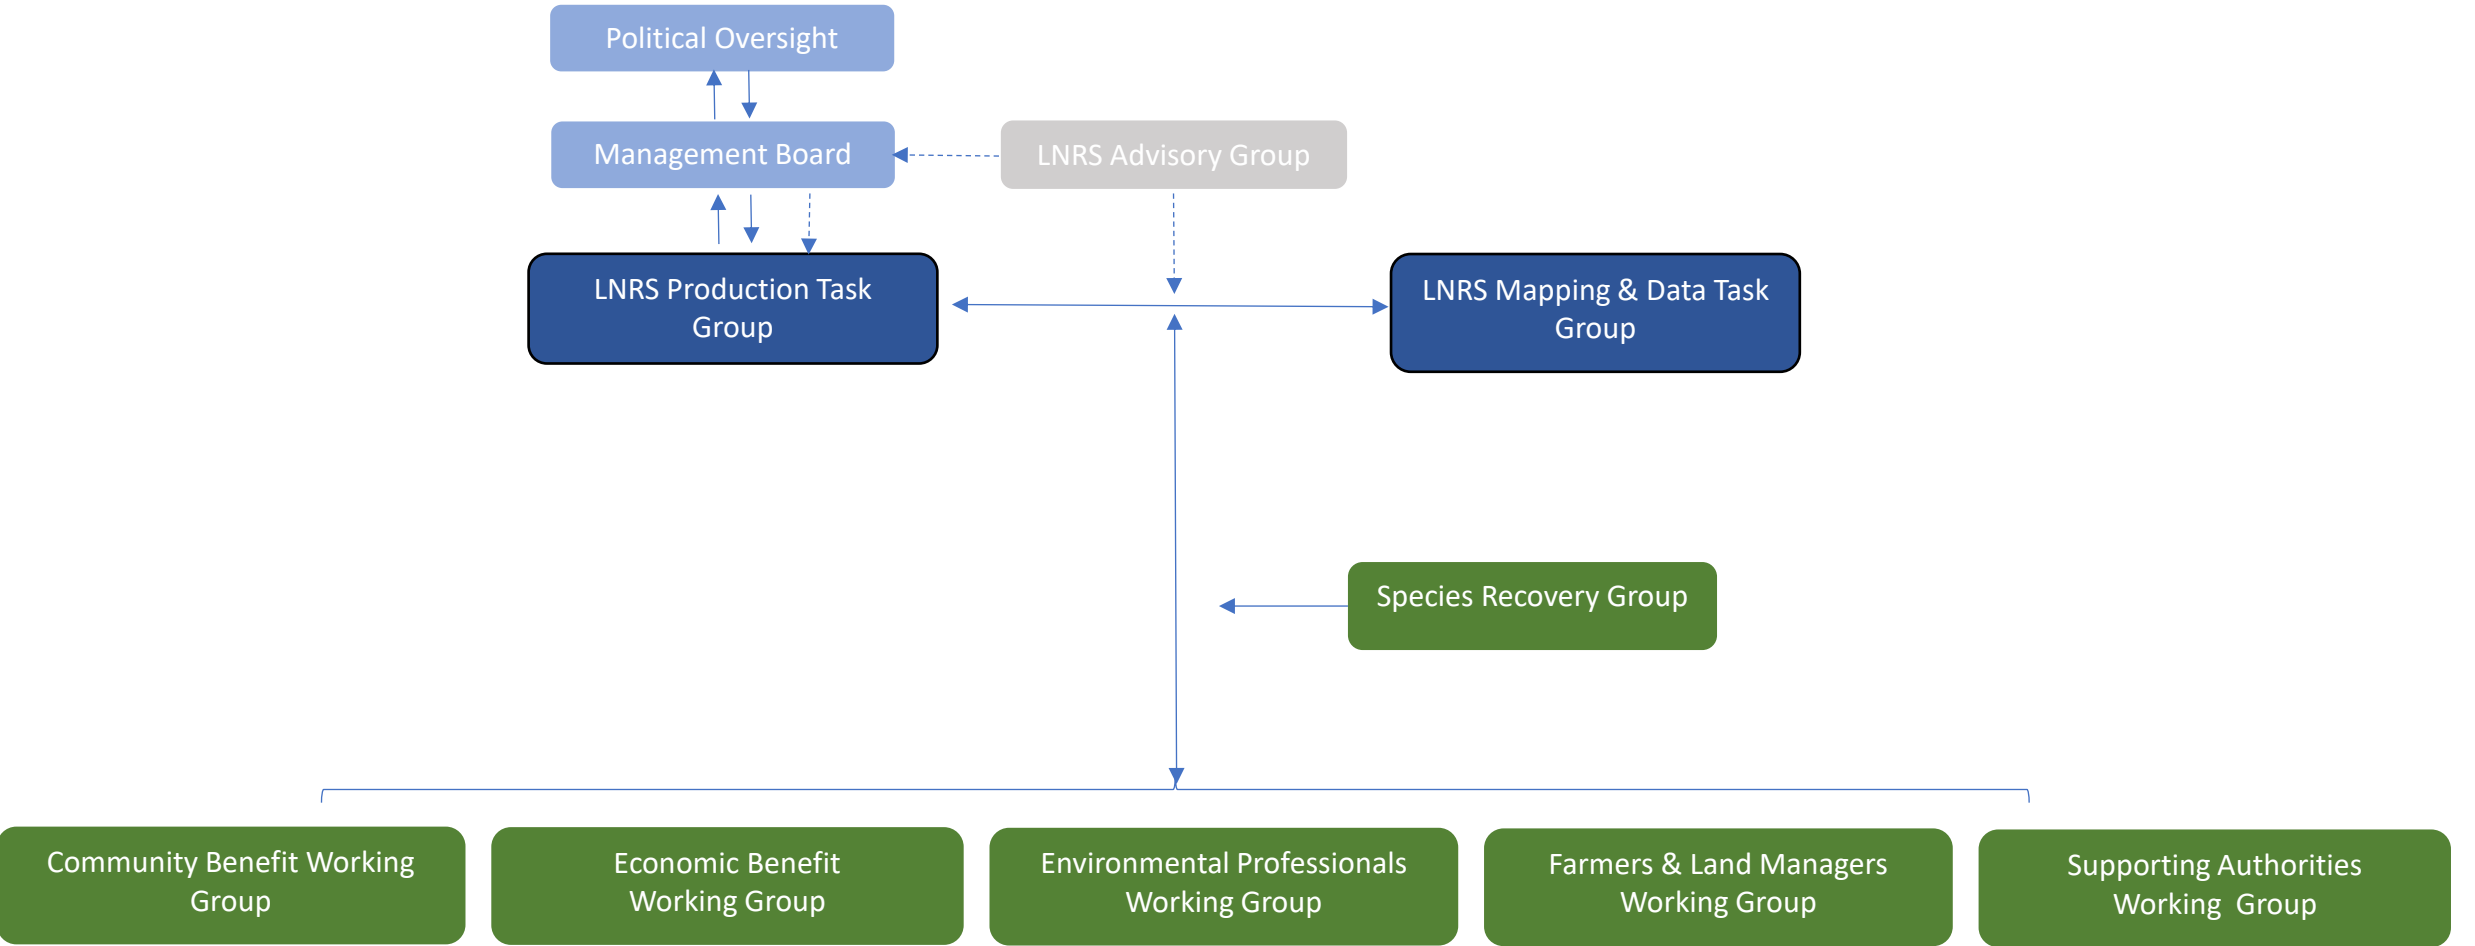 Political Oversight
Management Board
LNRS Advisory Group
LNRS Production Task
Group
LNRS Mapping & Data Task
Group
Species Recovery Group
Community Benefit Working
Group
Economic Benefit
Working Group
Environmental Professionals
Working Group
Farmers & Land Managers
Working Group
Supporting Authorities
Working  Group